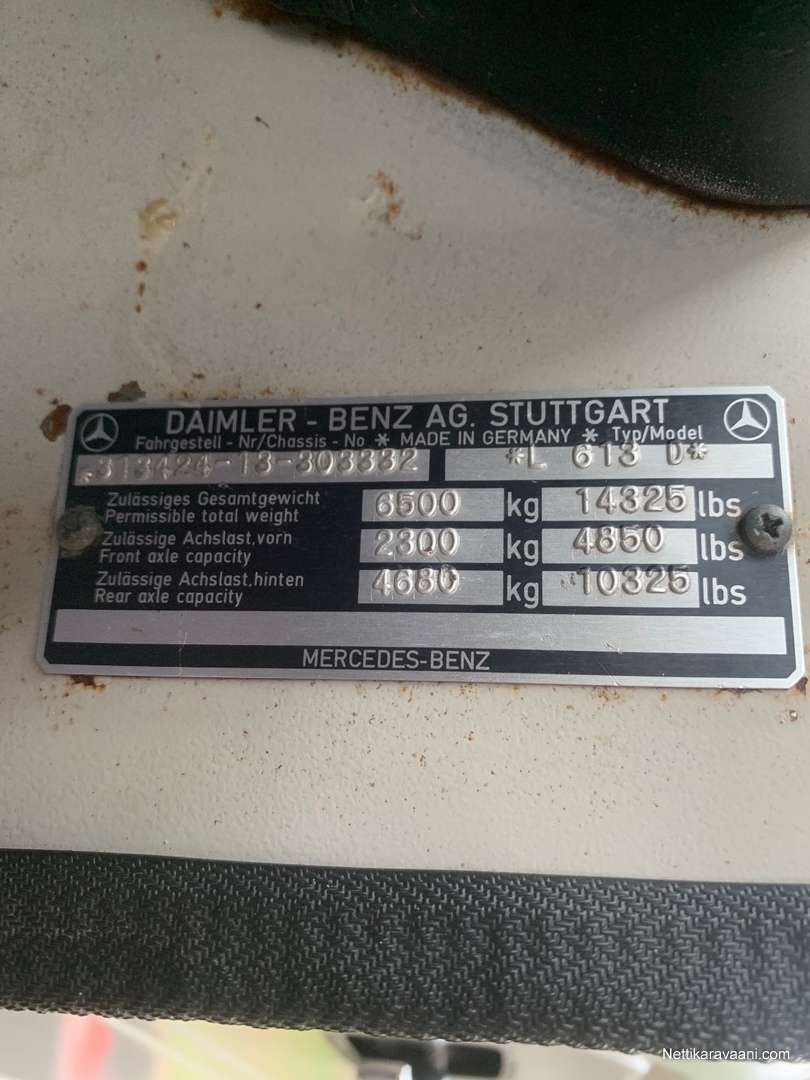 DAIMLER - BENZ AG. STUTTGART
Fahrgestell - Nr/Chassis - No * MADE IN GERMANY * Typ/Model
*313424-13-303332 *L 613 D*
Zulässiges Gesamtgewicht
Permissible total weight 6500 kg 14325 lbs
Zulässige Achslast, vorn
Front axle capacity 2300 kg 4850 lbs
Zulässige Achslast, hinten
Rear axle capacity 4680 kg 10325 lbs
MERCEDES-BENZ
Nettikaravaani.com